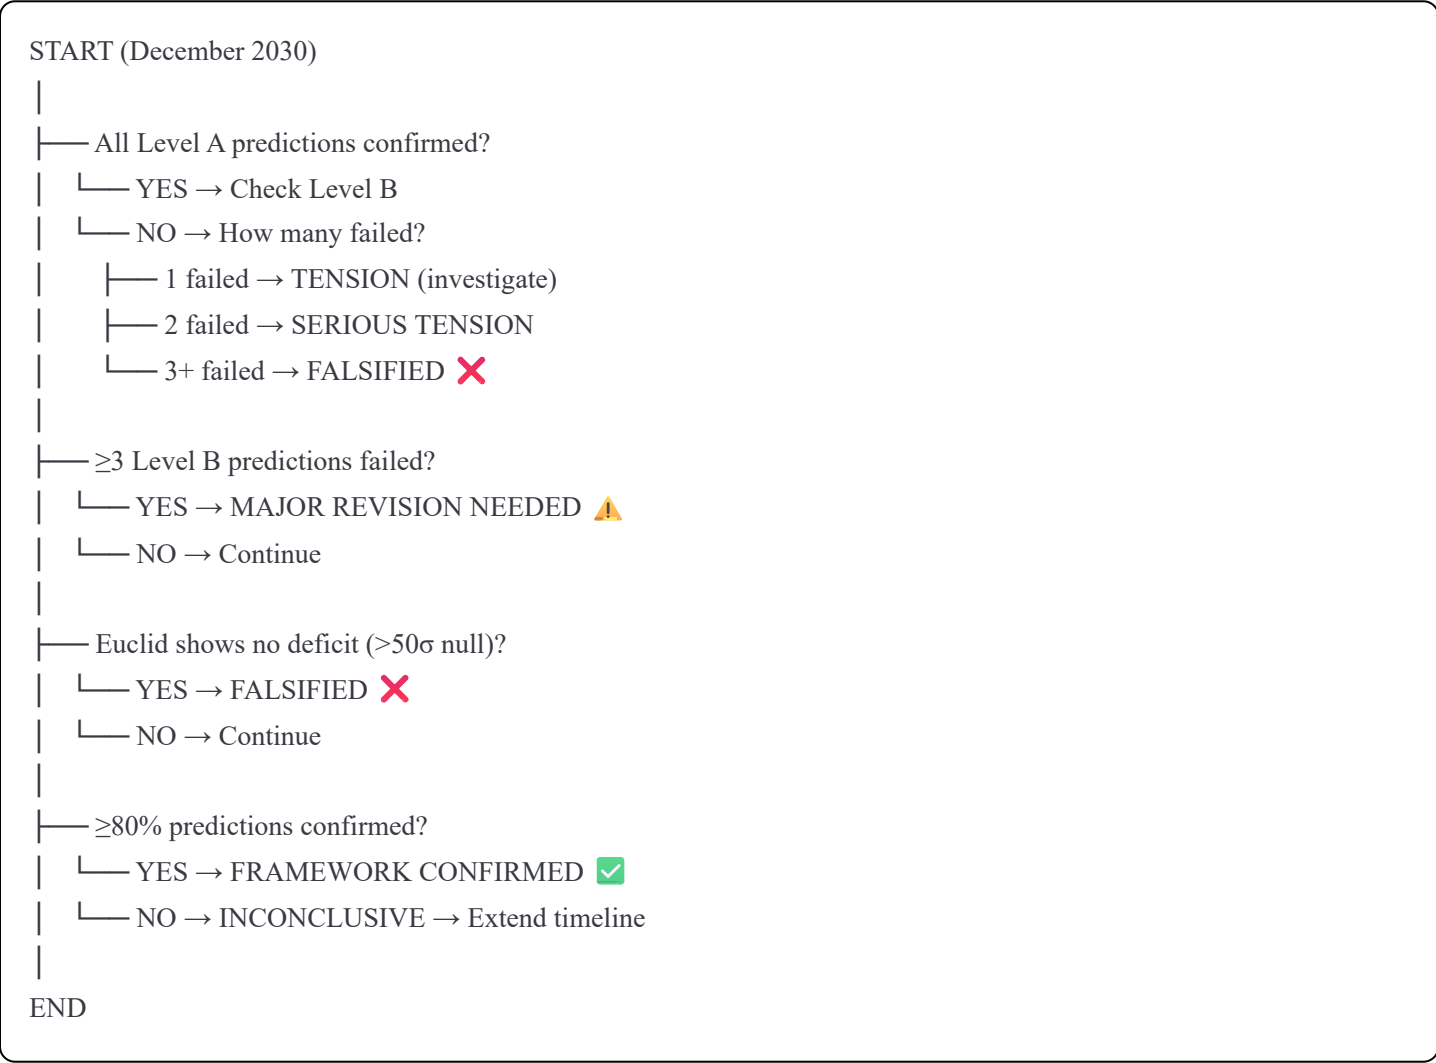 START (December 2030)
│
├── All Level A predictions confirmed?
│   └── YES → Check Level B
│   └── NO → How many failed?
│       ├── 1 failed → TENSION (investigate)
│       ├── 2 failed → SERIOUS TENSION
│       └── 3+ failed → FALSIFIED ❌
│
├── ≥3 Level B predictions failed?
│   └── YES → MAJOR REVISION NEEDED ⚠️
│   └── NO → Continue
│
├── Euclid shows no deficit (>50σ null)?
│   └── YES → FALSIFIED ❌
│   └── NO → Continue
│
├── ≥80% predictions confirmed?
│   └── YES → FRAMEWORK CONFIRMED ✅
│   └── NO → INCONCLUSIVE → Extend timeline
│
END